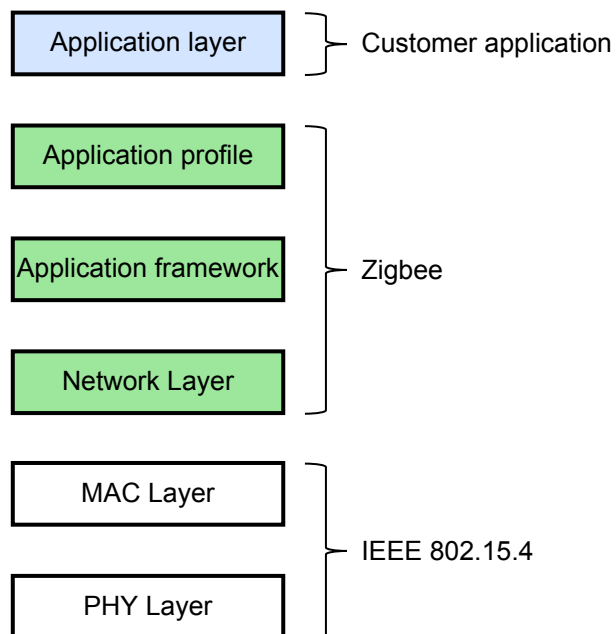 Application layer
Customer application
Application profile
Application framework
Zigbee
Network Layer
MAC Layer
IEEE 802.15.4
PHY Layer